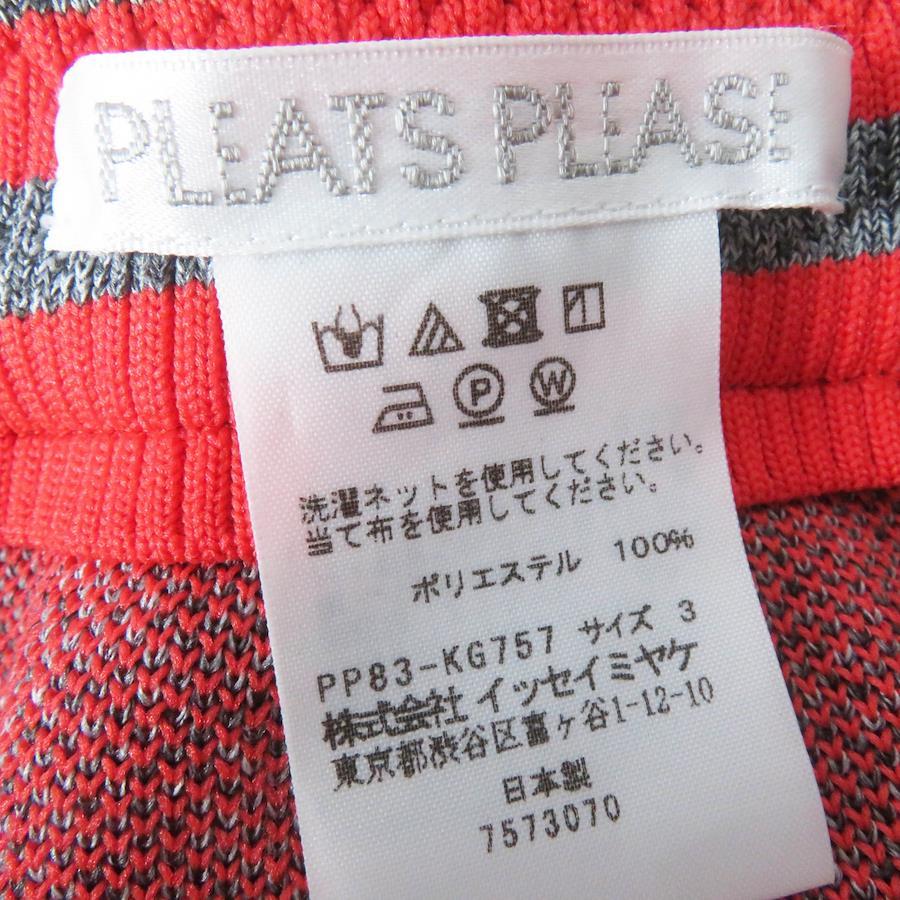 PLEATS PLEASE
P W
洗濯ネットを使用してください。
当て布を使用してください。
ポリエステル 100%
PP83-KG757 サイズ 3
株式会社 イッセイミヤケ
東京都渋谷区富ヶ谷1-12-10
日本製
7573070